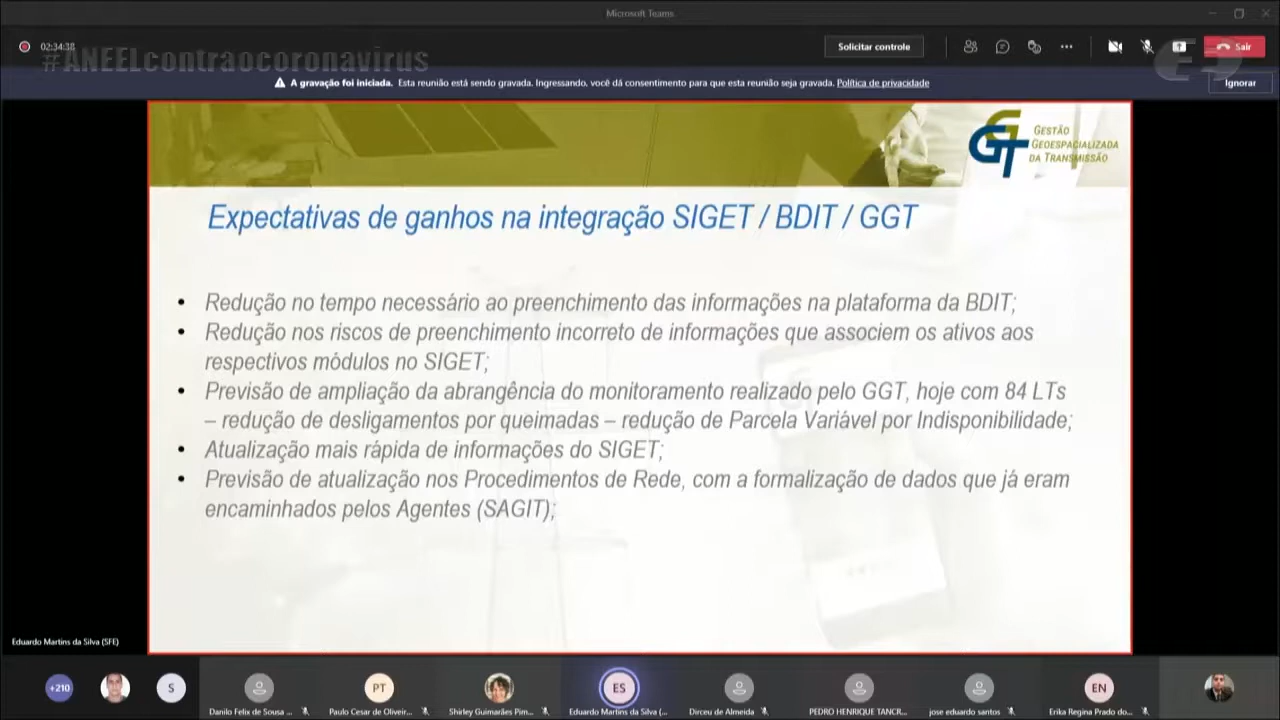 Microsoft Teams
02:34:38
#ANEELcontraocoronavirus
Solicitar controle
Sair
A gravação foi iniciada. Esta reunião está sendo gravada. Ingressando, você dá consentimento para que esta reunião seja gravada. Política de privacidade
Ignorar
GGT
GESTÃO
GEOESPACIALIZADA
DA TRANSMISSÃO
Expectativas de ganhos na integração SIGET / BDIT / GGT
• Redução no tempo necessário ao preenchimento das informações na plataforma da BDIT;
• Redução nos riscos de preenchimento incorreto de informações que associem os ativos aos
respectivos módulos no SIGET;
• Previsão de ampliação da abrangência do monitoramento realizado pelo GGT, hoje com 84 LTs
– redução de desligamentos por queimadas – redução de Parcela Variável por Indisponibilidade;
• Atualização mais rápida de informações do SIGET;
• Previsão de atualização nos Procedimentos de Rede, com a formalização de dados que já eram
encaminhados pelos Agentes (SAGIT);
Eduardo Martins da Silva (SFE)
+210
S
PT
ES
EN
Danilo Felix de Sousa ...
Paulo Cesar de Oliveir...
Shirley Guimarães Pim...
Eduardo Martins da Silva (...
Dirceu de Almeida
PEDRO HENRIQUE TANCR...
jose eduardo santos
Erika Regina Prado do...